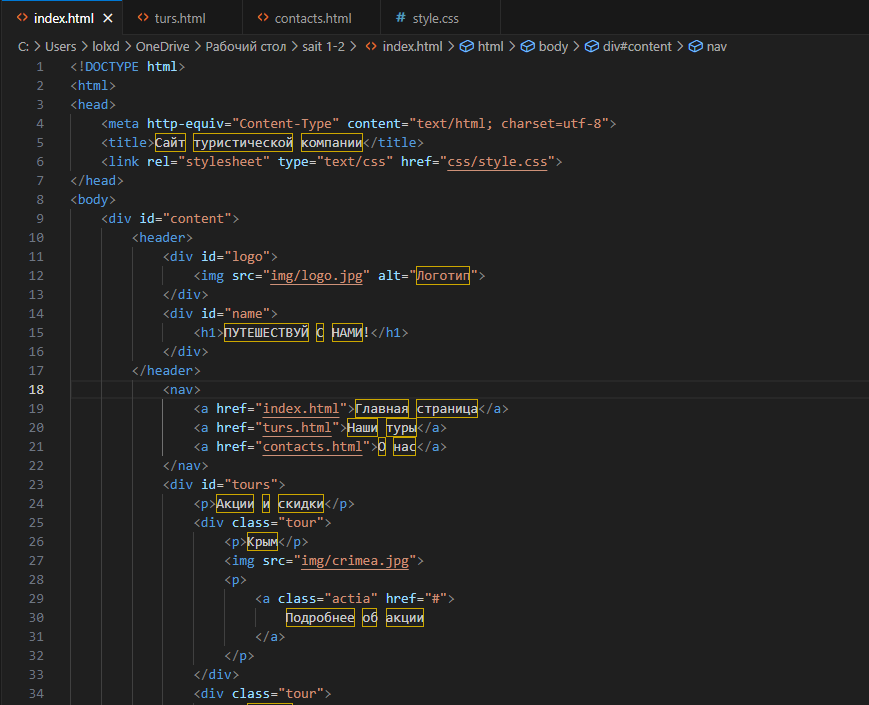 index.html turs.html contacts.html # style.css
C: > Users > lolxd > OneDrive > Рабочий стол > sait 1-2 > index.html > html > body > div#content > nav
1 <!DOCTYPE html>
2 <html>
3 <head>
4 <meta http-equiv="Content-Type" content="text/html; charset=utf-8">
5 <title>Сайт туристической компании</title>
6 <link rel="stylesheet" type="text/css" href="css/style.css">
7 </head>
8 <body>
9 <div id="content">
10 <header>
11 <div id="logo">
12 <img src="img/logo.jpg" alt="Логотип">
13 </div>
14 <div id="name">
15 <h1>ПУТЕШЕСТВУЙ С НАМИ!</h1>
16 </div>
17 </header>
18 <nav>
19 <a href="index.html">Главная страница</a>
20 <a href="turs.html">Наши туры</a>
21 <a href="contacts.html">О нас</a>
22 </nav>
23 <div id="tours">
24 <p>Акции и скидки</p>
25 <div class="tour">
26 <p>Крым</p>
27 <img src="img/crimea.jpg">
28 <p>
29 <a class="actia" href="#">
30 Подробнее об акции
31 </a>
32 </p>
33 </div>
34 <div class="tour">